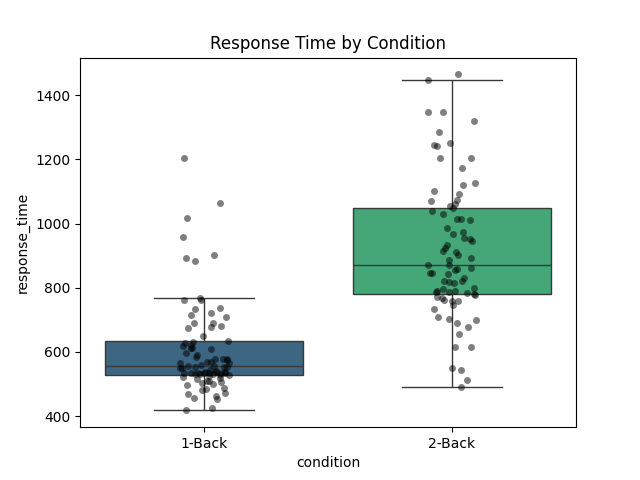 Response Time by Condition
response_time
1400
1200
1000
800
600
400
1-Back
2-Back
condition